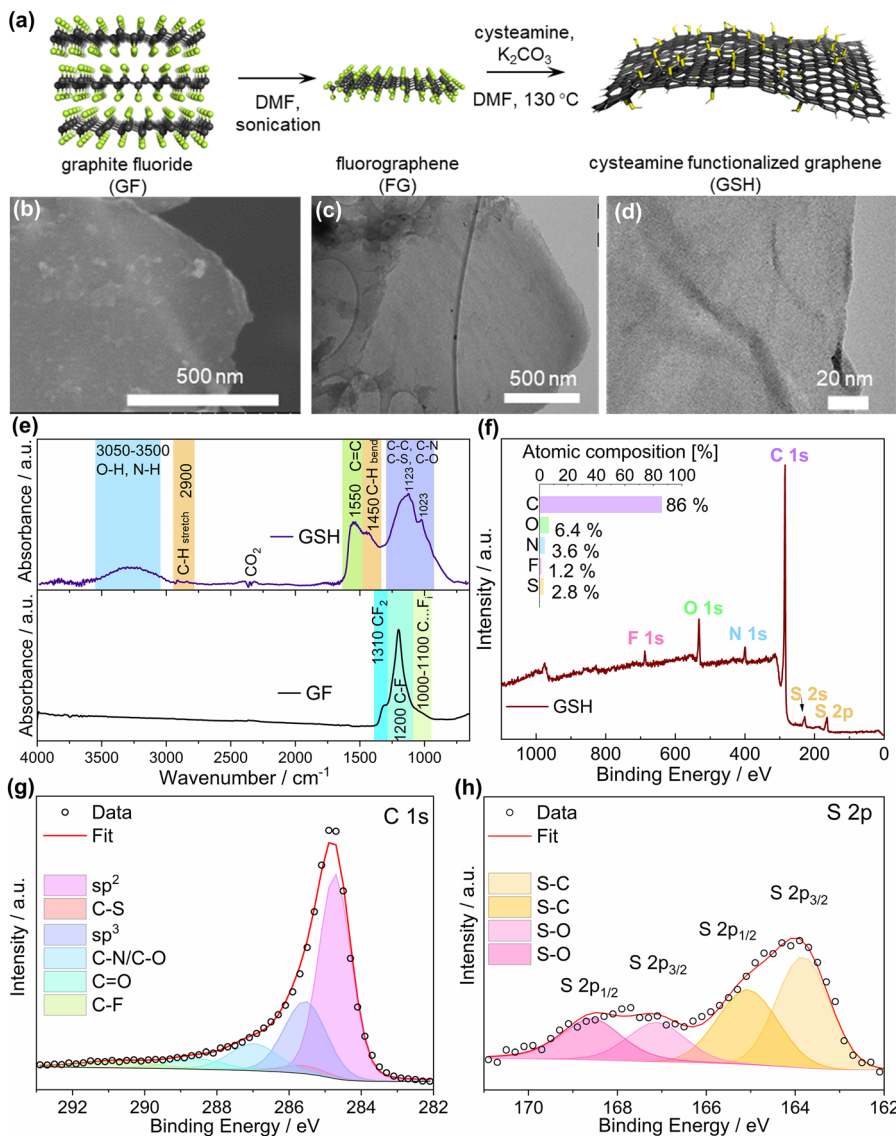 (a)
cysteamine,
K2CO3
DMF,
sonication
DMF, 130 °C
graphite fluoride
(GF)
fluorographene
(FG)
cysteamine functionalized graphene
(GSH)
(b)
500 nm
(c)
500 nm
(d)
20 nm
(e)
Absorbance / a.u.
3050-3500
O-H, N-H
C-H stretch 2900
CO2
1550 C=C
1450 C-H bend
C-C, C-N
C-S, C-O
1123
1023
GSH
Absorbance / a.u.
1310 CF2
1200 C-F
1000-1100 C...Fi
GF
4000 3500 3000 2500 2000 1500 1000
Wavenumber / cm-1
(f)
Intensity / a.u.
Atomic composition [%]
0 20 40 60 80 100
C 86 %
O 6.4 %
N 3.6 %
F 1.2 %
S 2.8 %
C 1s
F 1s
O 1s
N 1s
S 2s
S 2p
GSH
1000 800 600 400 200 0
Binding Energy / eV
(g)
Intensity / a.u.
Data
Fit
C 1s
sp2
C-S
sp3
C-N/C-O
C=O
C-F
292 290 288 286 284 282
Binding Energy / eV
(h)
Intensity / a.u.
Data
Fit
S 2p
S-C
S-C
S-O
S-O
S 2p3/2
S 2p1/2
S 2p3/2
S 2p1/2
170 168 166 164 162
Binding Energy / eV